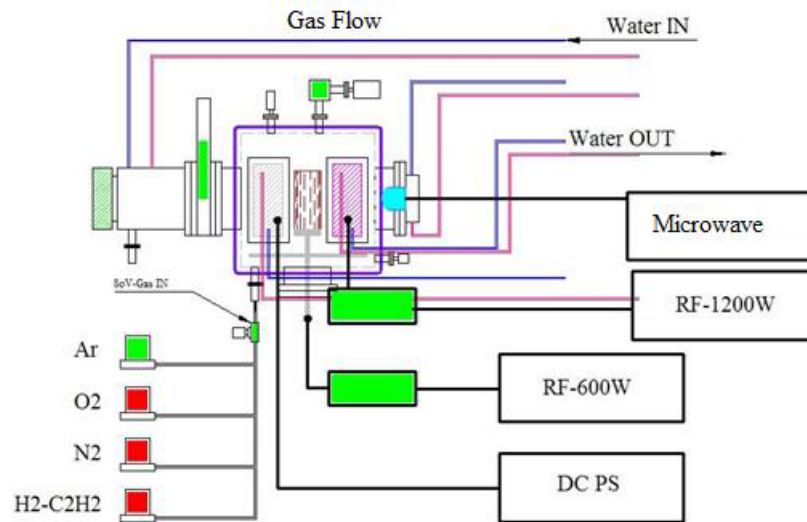 Gas Flow
Water IN
Water OUT
Microwave
SoV-Gas IN
RF-1200W
Ar
O2
RF-600W
N2
DC PS
H2-C2H2